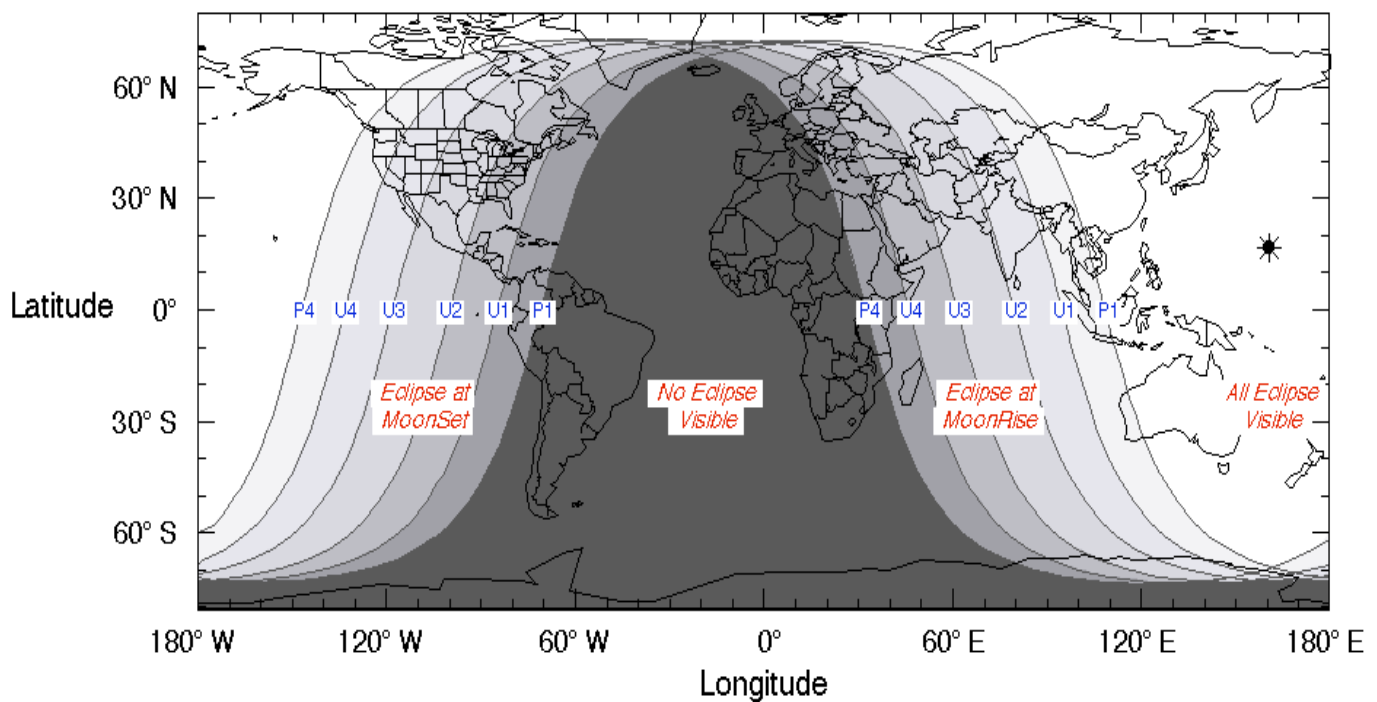 60° N
30° N
Latitude
0°
P4 U4 U3 U2 U1 P1
P4 U4 U3 U2 U1 P1
Eclipse at
MoonSet
No Eclipse
Visible
Eclipse at
MoonRise
All Eclipse
Visible
30° S
60° S
180° W 120° W 60° W 0° 60° E 120° E 180° E
Longitude